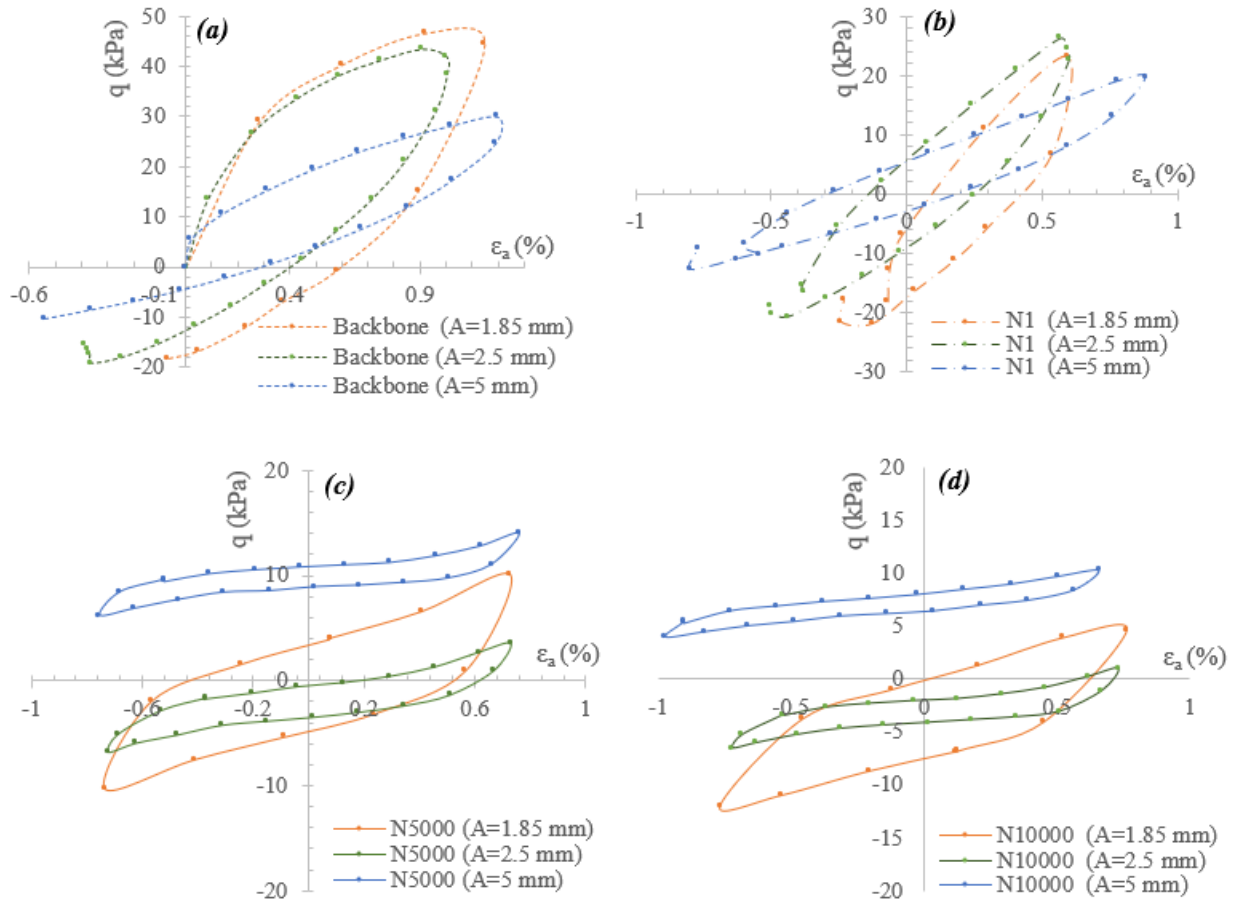 (a)
q (kPa)
50
40
30
20
10
0
-10
-20
-0.6
-0.1
0.4
0.9
εa (%)
Backbone (A=1.85 mm)
Backbone (A=2.5 mm)
Backbone (A=5 mm)
(b)
q (kPa)
30
20
10
0
-10
-20
-30
-1
-0.5
0
0.5
1
εa (%)
N1 (A=1.85 mm)
N1 (A=2.5 mm)
N1 (A=5 mm)
(c)
q (kPa)
20
10
0
-10
-20
-1
-0.6
-0.2
0.2
0.6
1
εa (%)
N5000 (A=1.85 mm)
N5000 (A=2.5 mm)
N5000 (A=5 mm)
(d)
q (kPa)
20
15
10
5
0
-5
-10
-15
-20
-1
-0.5
0
0.5
1
εa (%)
N10000 (A=1.85 mm)
N10000 (A=2.5 mm)
N10000 (A=5 mm)